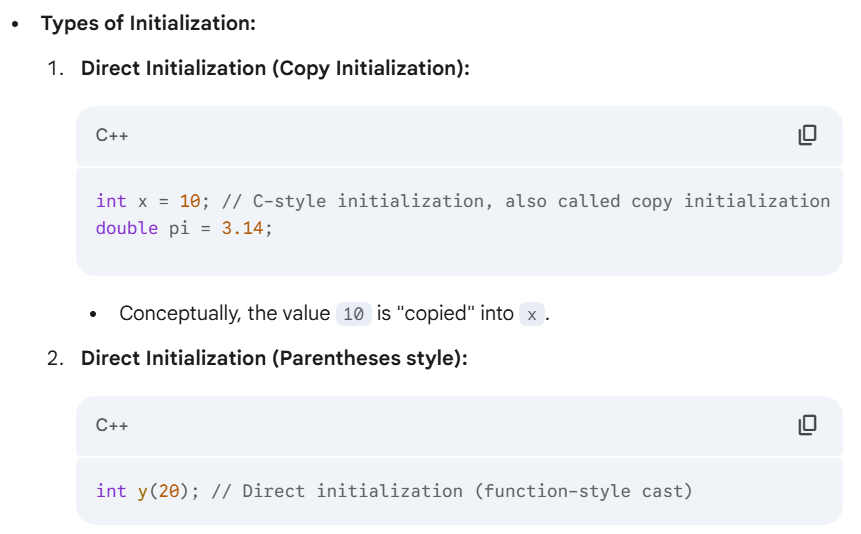 • Types of Initialization:
1. Direct Initialization (Copy Initialization):
C++
int x = 10; // C-style initialization, also called copy initialization
double pi = 3.14;
• Conceptually, the value 10 is "copied" into x.
2. Direct Initialization (Parentheses style):
C++
int y(20); // Direct initialization (function-style cast)